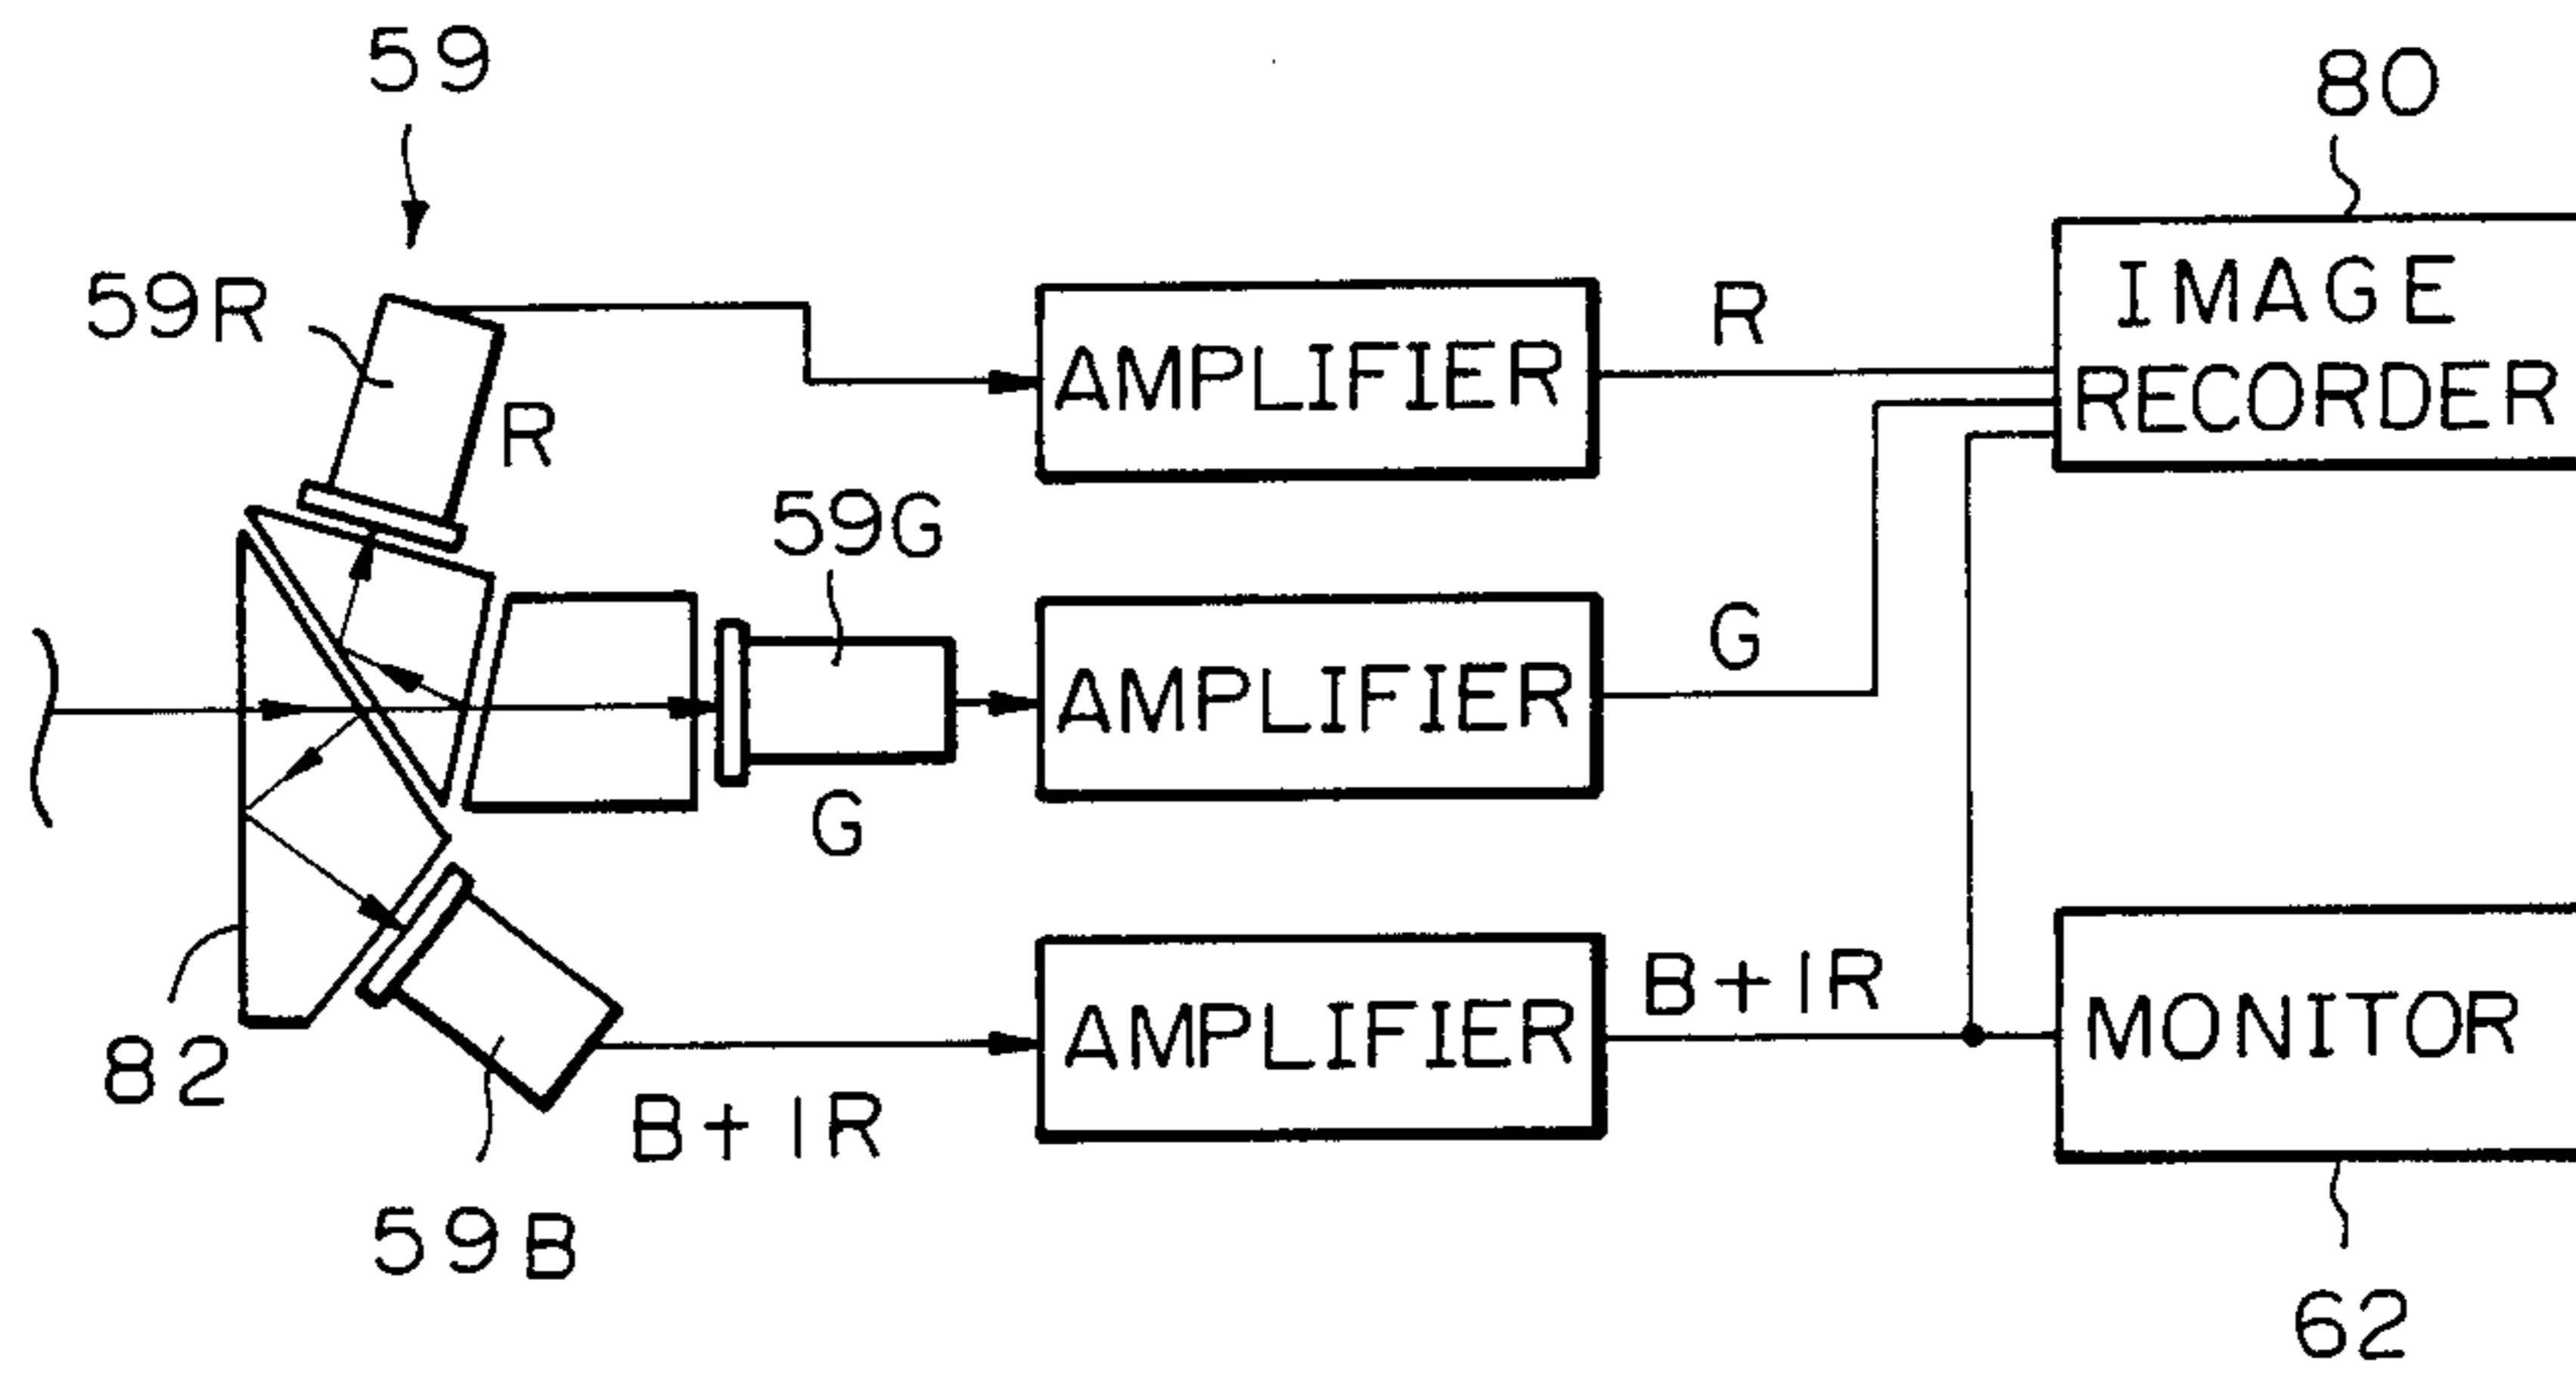 59
80
59R
R
AMPLIFIER
R
IMAGE
RECORDER
59G
G
AMPLIFIER
G
82
59B
B+IR
AMPLIFIER
B+IR
MONITOR
62